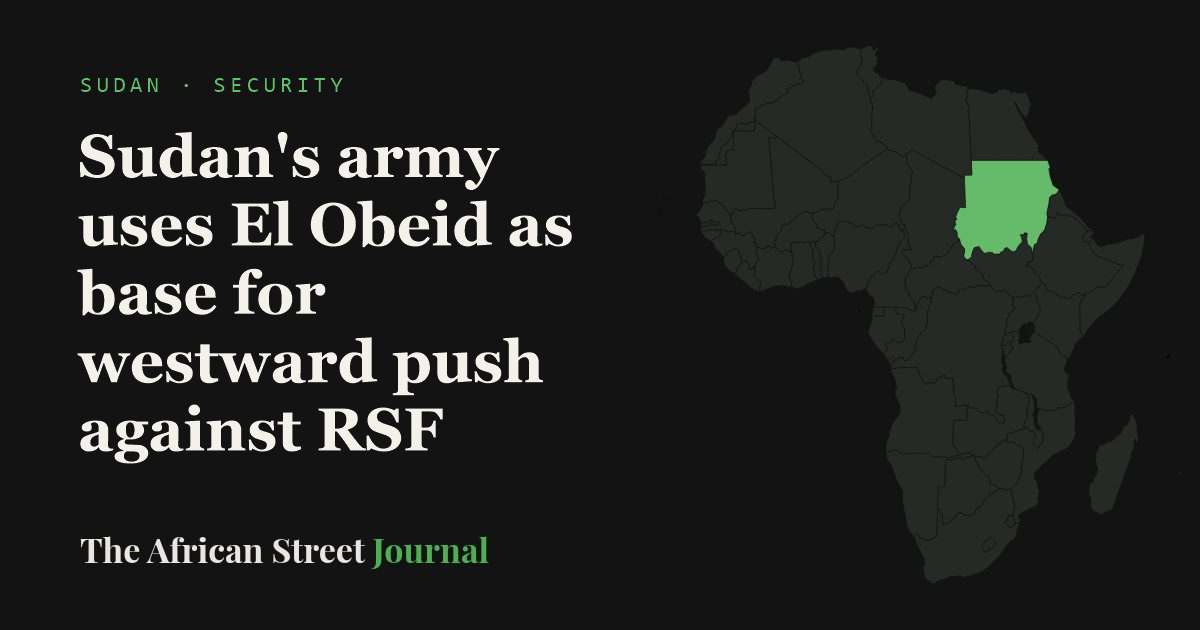 SUDAN · SECURITY
Sudan's army
uses El Obeid as
base for
westward push
against RSF
The African Street Journal